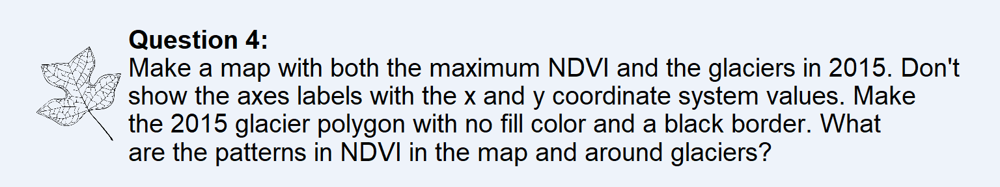 Question 4:
Make a map with both the maximum NDVI and the glaciers in 2015. Don't
show the axes labels with the x and y coordinate system values. Make
the 2015 glacier polygon with no fill color and a black border. What
are the patterns in NDVI in the map and around glaciers?